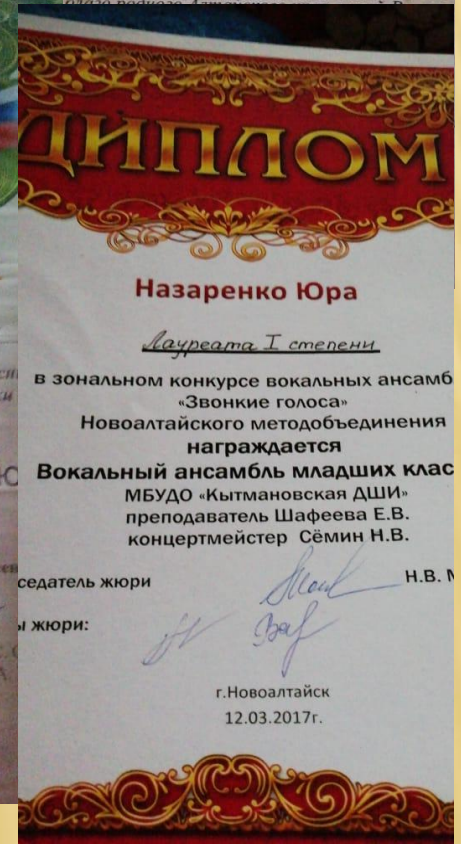 ДИПЛОМ
Назаренко Юра
Лауреата I степени
в зональном конкурсе вокальных ансамб
«Звонкие голоса»
Новоалтайского методобъединения
награждается
Вокальный ансамбль младших клас
МБУДО «Кытмановская ДШИ»
преподаватель Шафеева Е.В.
концертмейстер Сёмин Н.В.
седатель жюри
Н.В.
ы жюри:
г.Новоалтайск
12.03.2017г.